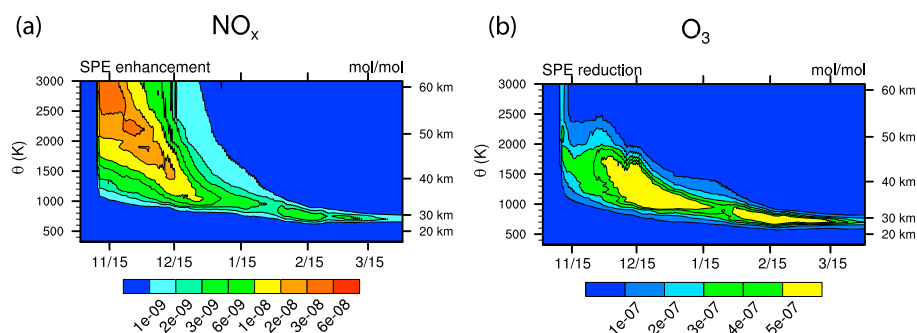 (a) NOx
SPE enhancement mol/mol
3000
2500
2000
1500
1000
500
θ (K)
60 km
50 km
40 km
30 km
20 km
11/15 12/15 1/15 2/15 3/15
1e-09 2e-09 3e-09 6e-09 1e-08 2e-08 3e-08 6e-08
(b) O3
SPE reduction mol/mol
3000
2500
2000
1500
1000
500
θ (K)
60 km
50 km
40 km
30 km
20 km
11/15 12/15 1/15 2/15 3/15
1e-07 2e-07 3e-07 4e-07 5e-07